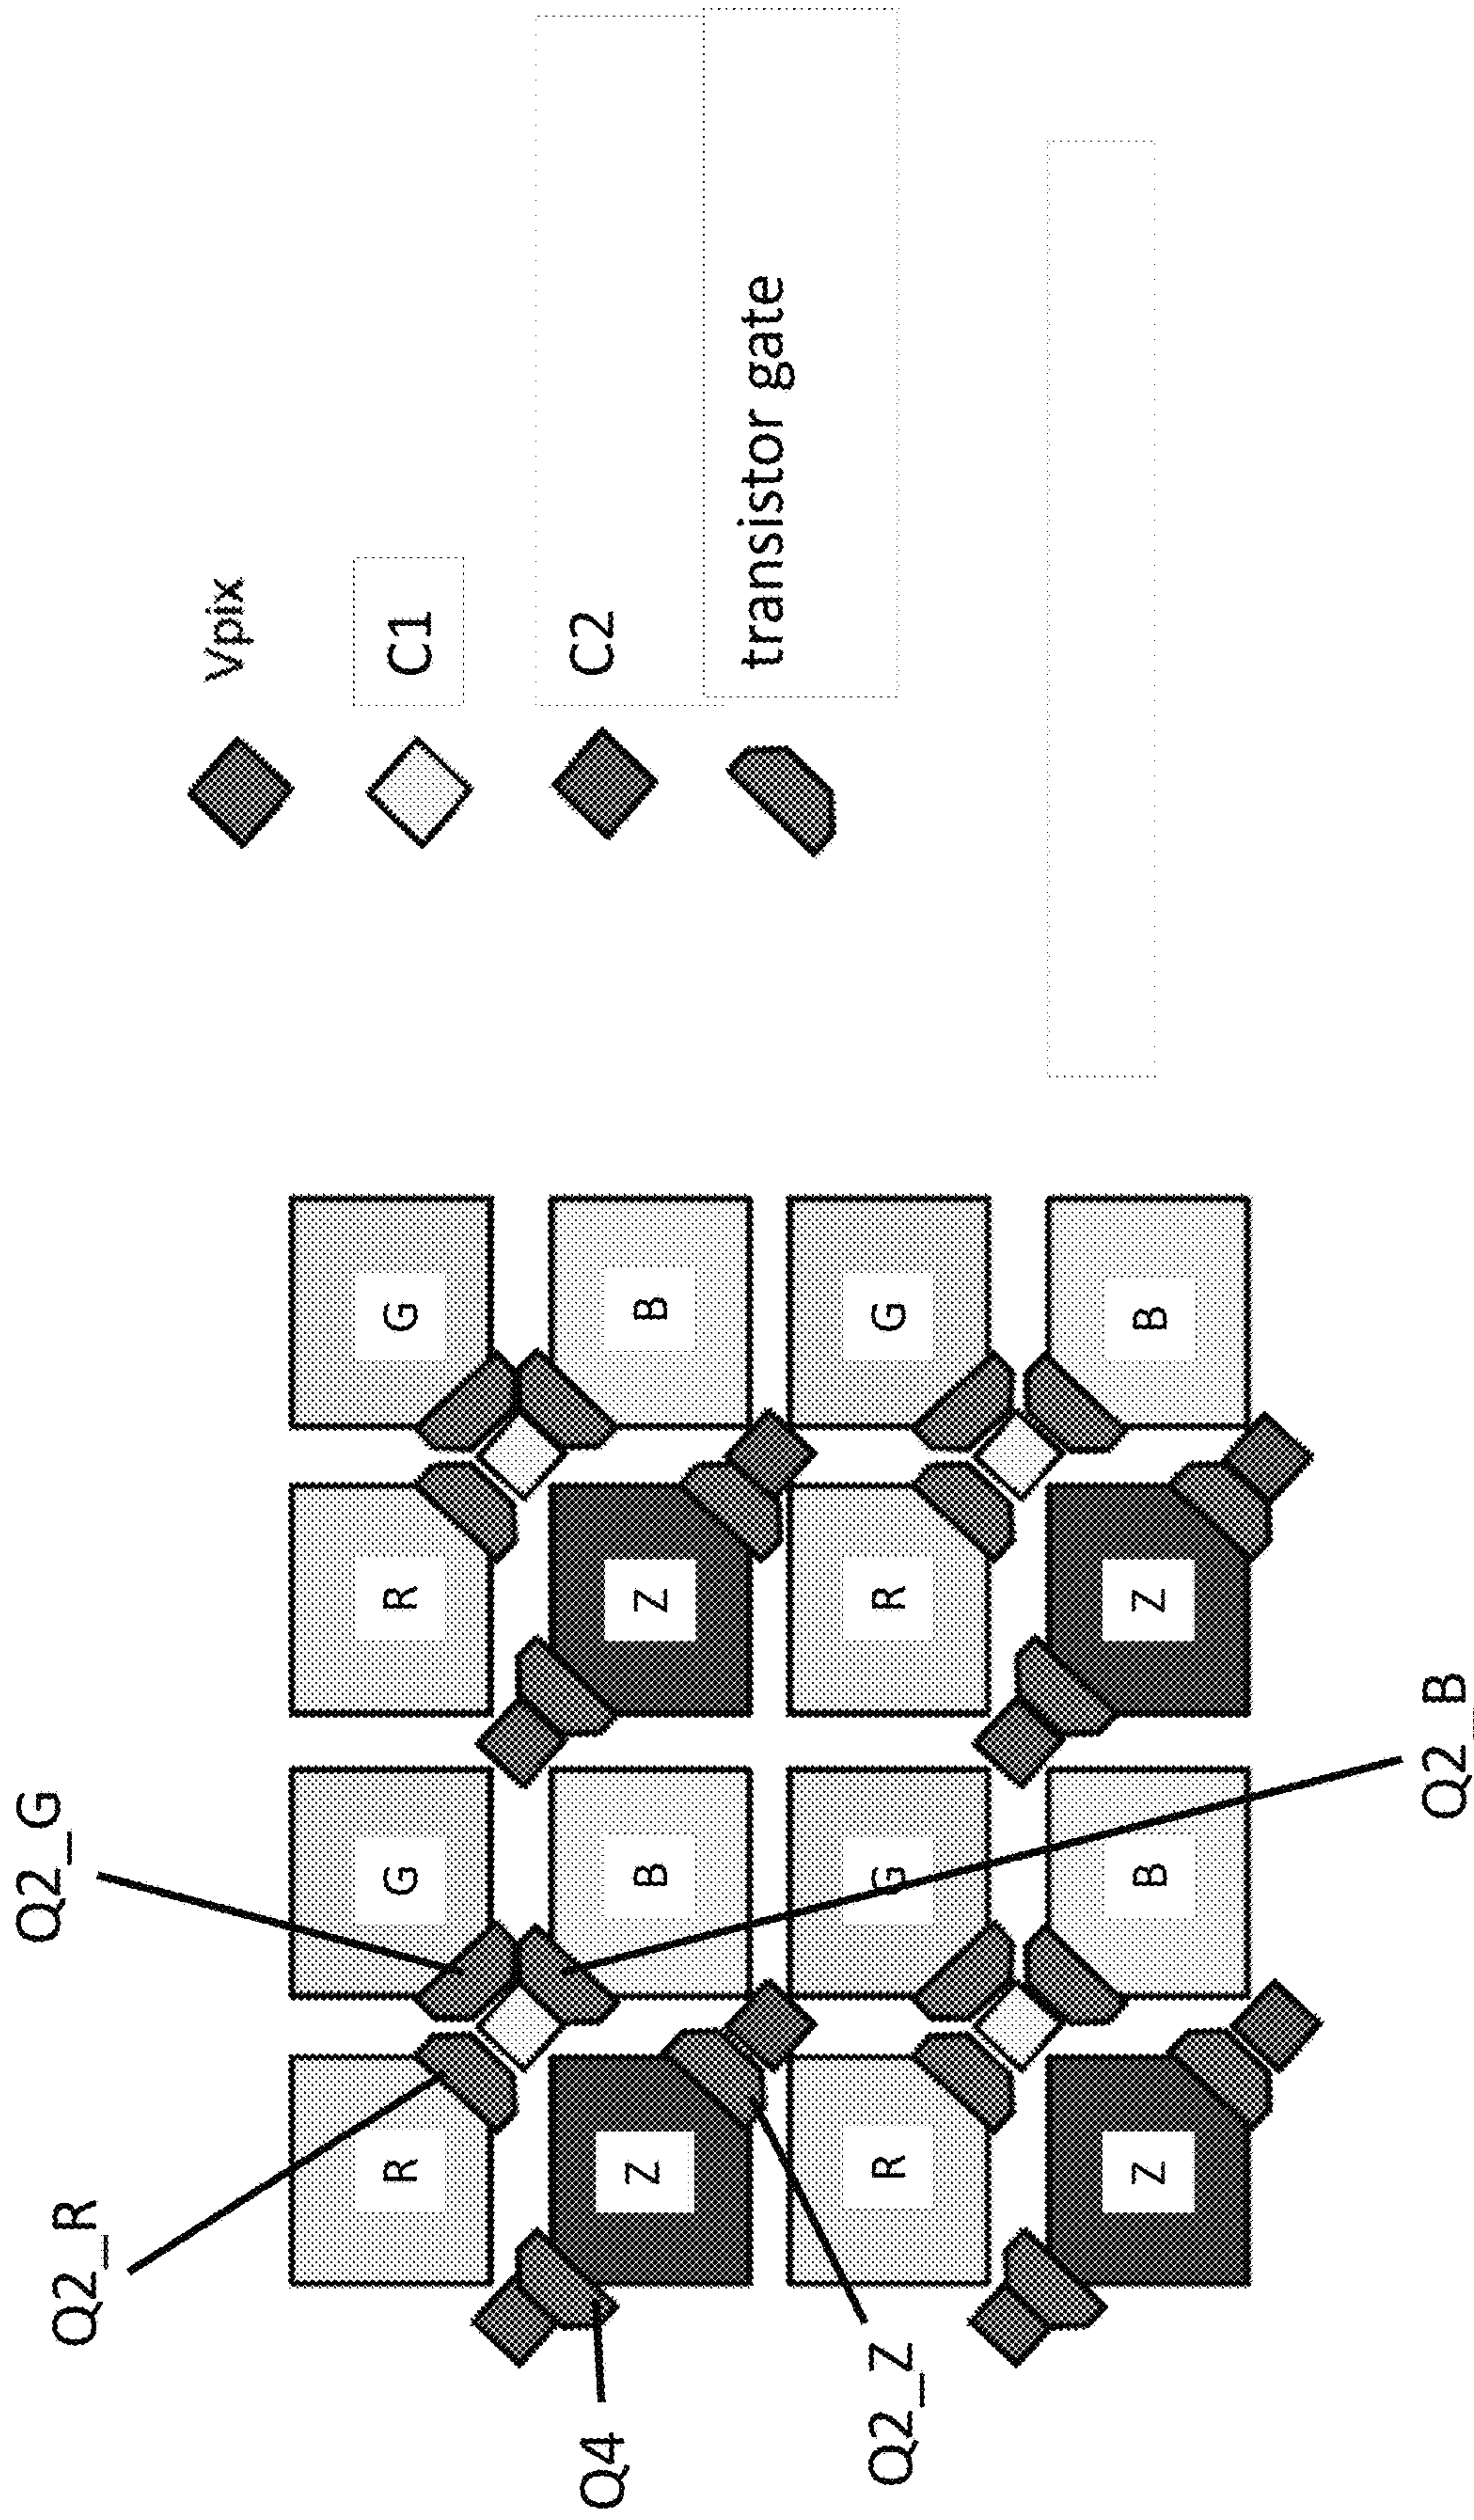 Q2_G
Q2_R
R G R G
Q4
Z B Z B
Q2_Z
R G R G
Z B Z B
Q2_B
Vpix
C1
C2
transistor gate